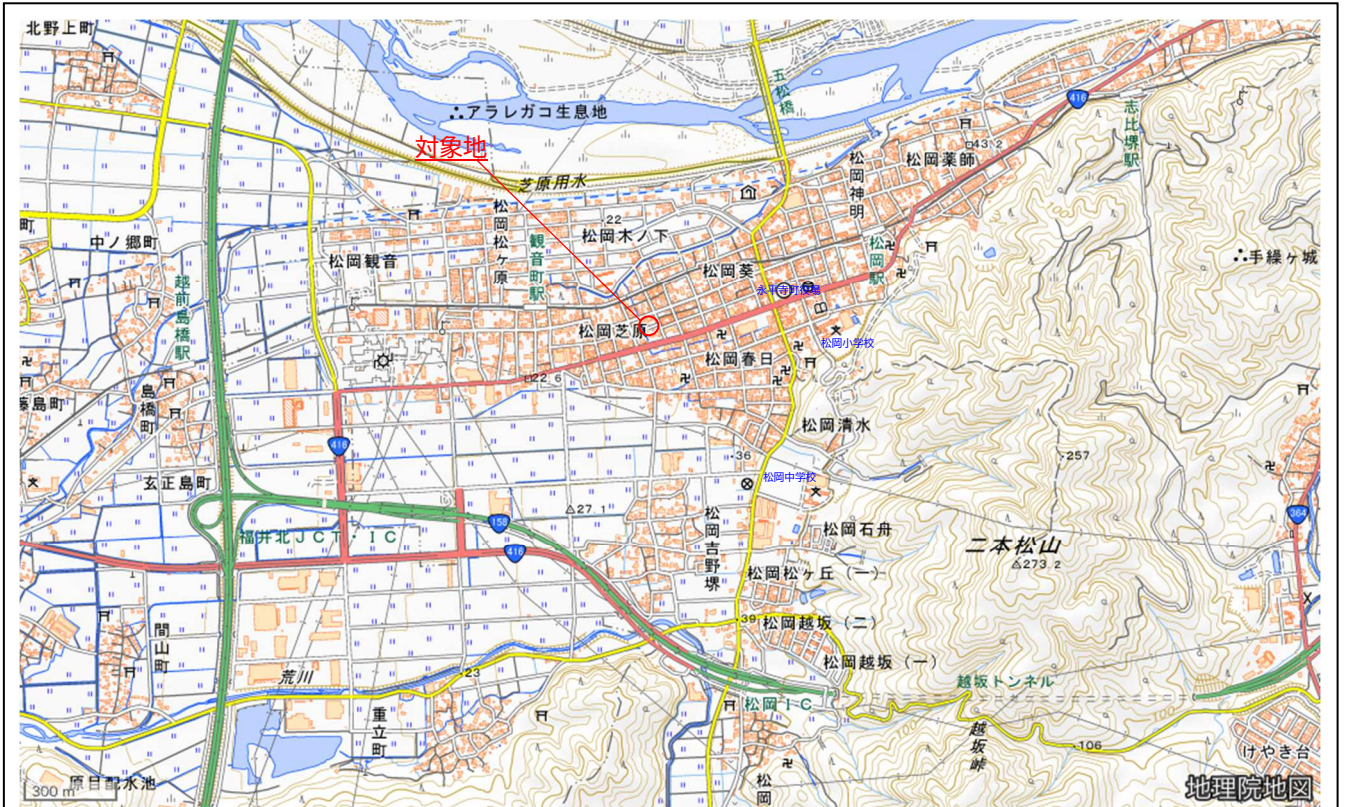 北野上町
五松橋
416
志比堺駅
アラレガコ生息地
対象地
43.2
松岡薬師
松岡神明
芝原用水
22
松岡木ノ下
松岡松ヶ原
観音町駅
松岡観音
町
中ノ郷町
越前島橋駅
松岡葵
松岡駅
手繰ヶ城
永平寺町役場
松岡芝原
松岡小学校
松岡春日
22.6
藤島町
島橋町
松岡清水
416
36
257
松岡中学校
玄正島町
27.1
158
福井北JCT・IC
416
松岡吉野堺
松岡石舟
二本松山
273.2
364
松岡松ヶ丘(一)
39
松岡越坂(二)
間山町
松岡越坂(一)
荒川
23
越坂トンネル
松岡IC
重立町
越坂峠
106
けやき台
原目配水池
松岡
300 m
地理院地図